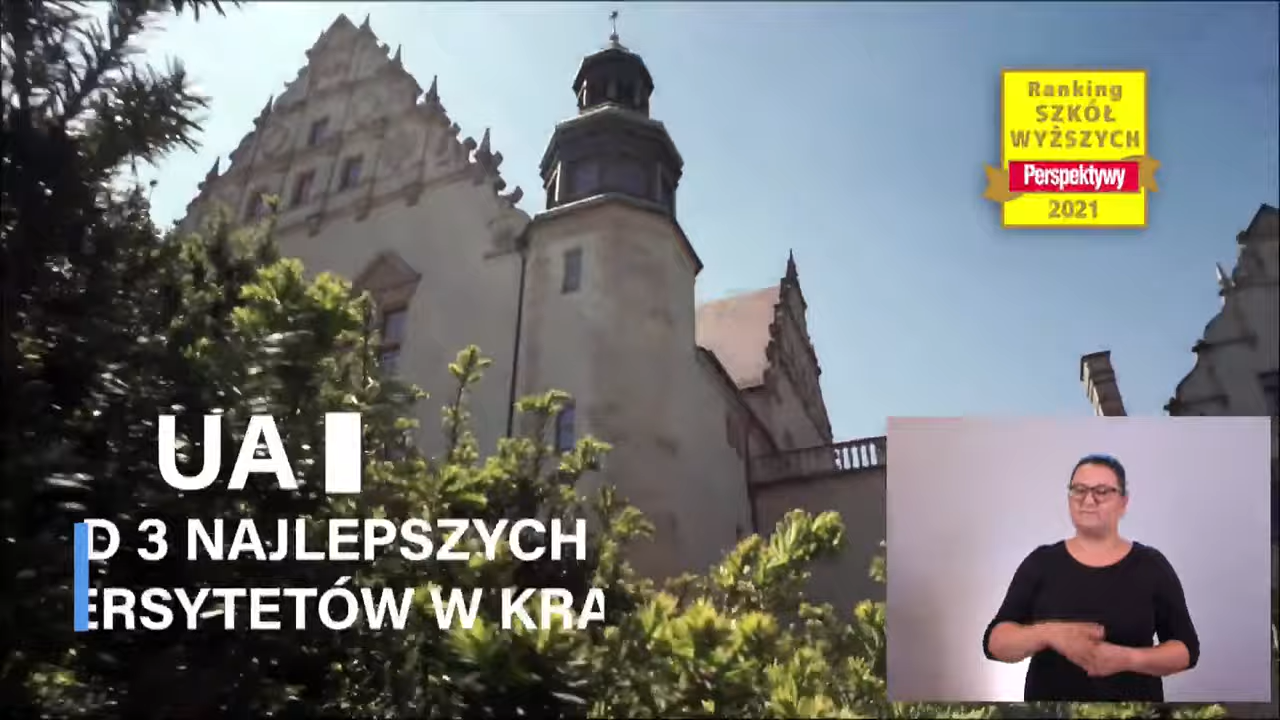 Ranking
SZKÓŁ
WYŻSZYCH
Perspektywy
2021
UA
D 3 NAJLEPSZYCH
ERSYTETÓW W KRA